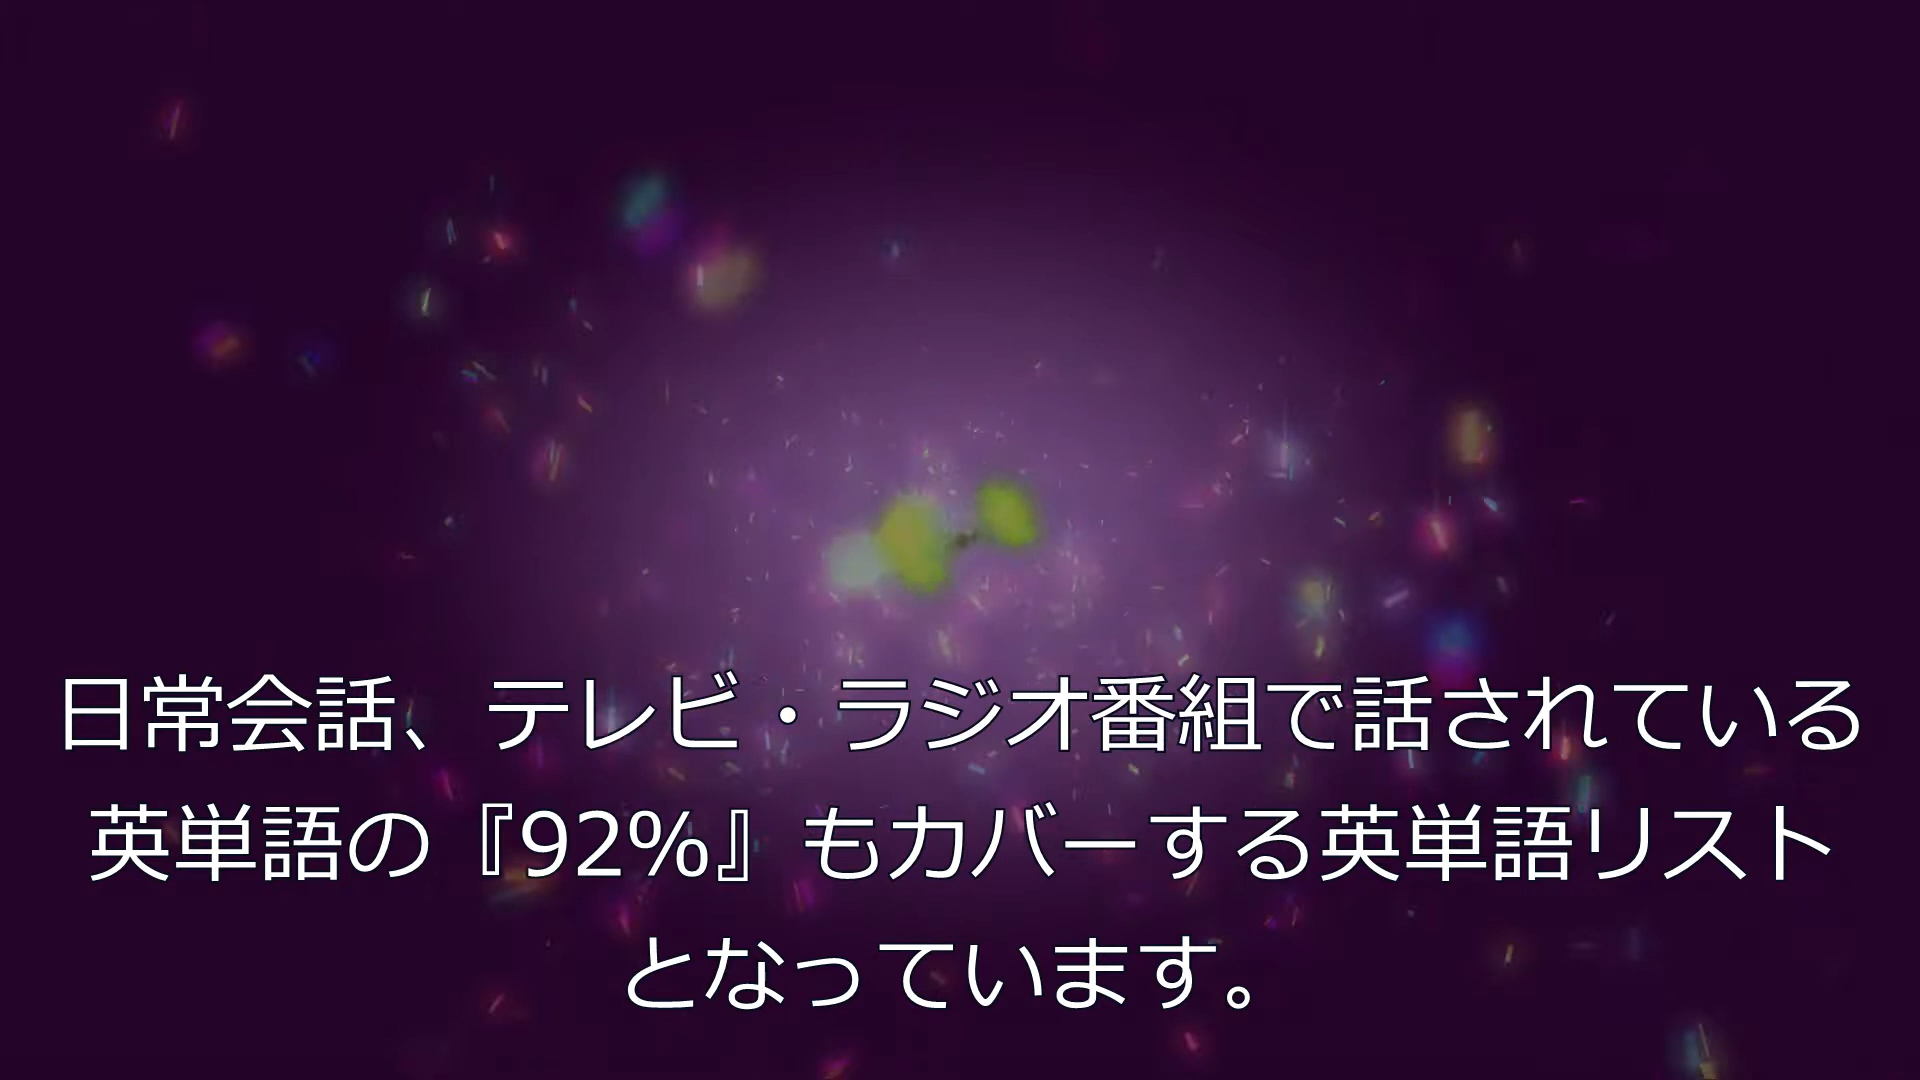 日常会話、テレビ・ラジオ番組で話されている
英単語の『92%』もカバーする英単語リスト
となっています。